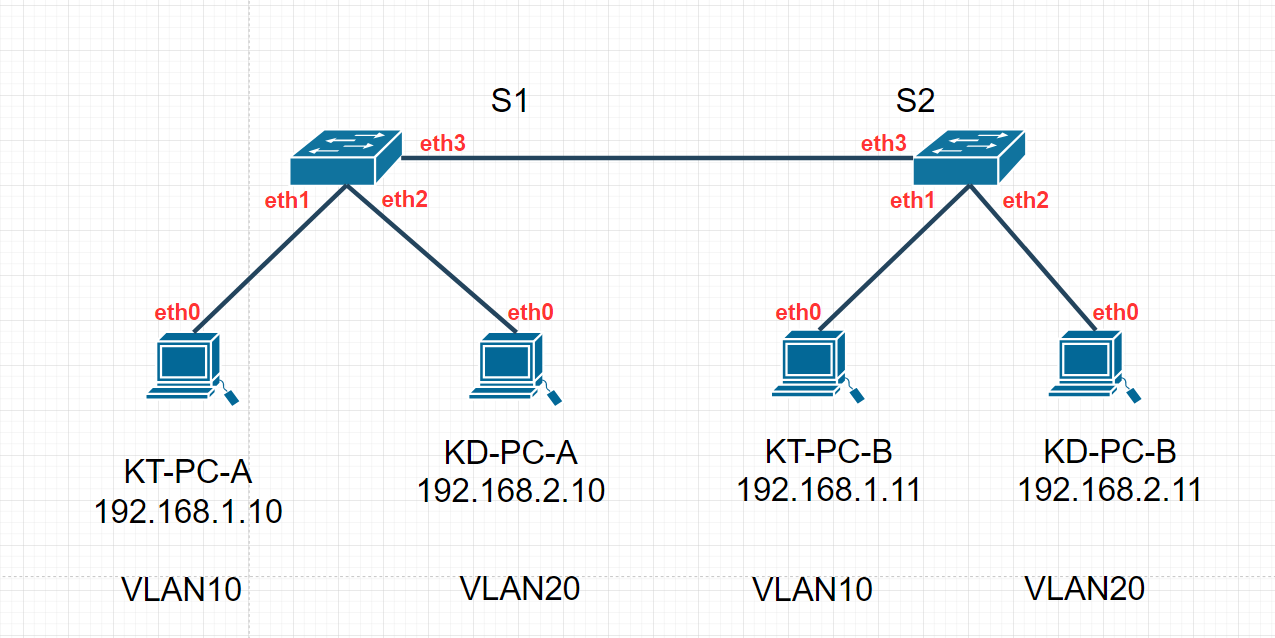 S1
S2
eth3
eth3
eth1
eth2
eth1
eth2
eth0
eth0
eth0
eth0
KT-PC-A
192.168.1.10
KD-PC-A
192.168.2.10
KT-PC-B
192.168.1.11
KD-PC-B
192.168.2.11
VLAN10
VLAN20
VLAN10
VLAN20